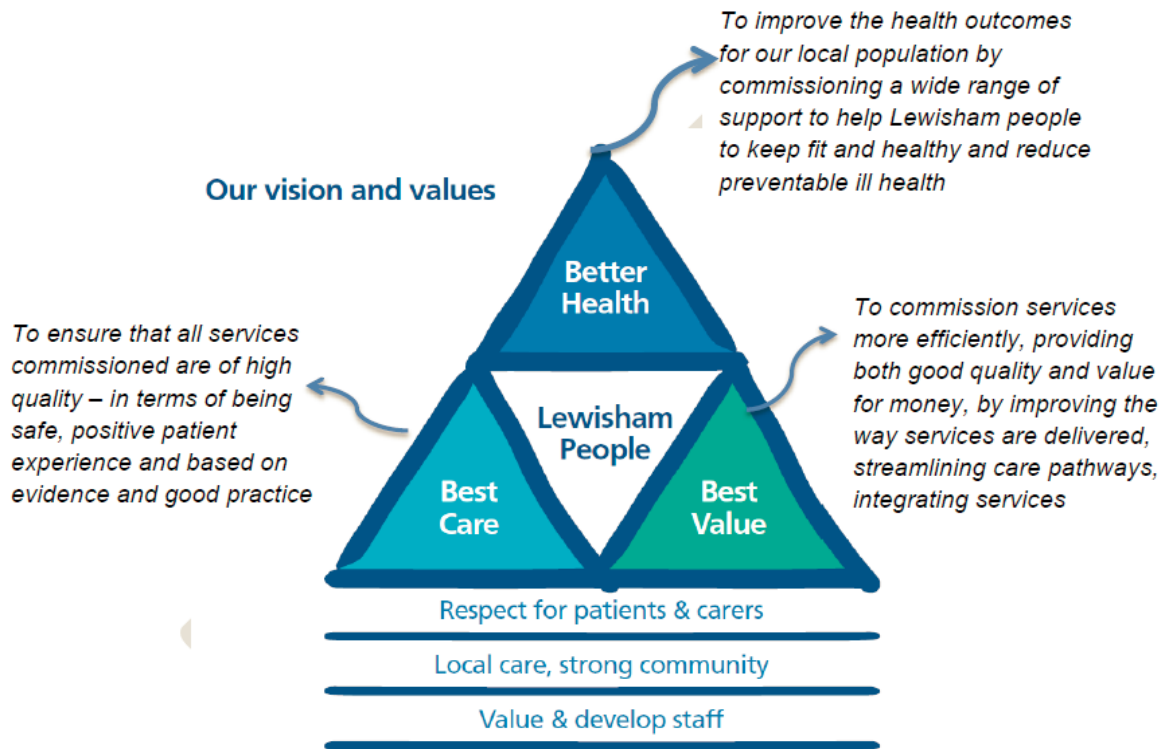 To improve the health outcomes
for our local population by
commissioning a wide range of
support to help Lewisham people
to keep fit and healthy and reduce
preventable ill health
Our vision and values
Better
Health
To ensure that all services
commissioned are of high
quality – in terms of being
safe, positive patient
experience and based on
evidence and good practice
Lewisham
People
To commission services
more efficiently, providing
both good quality and value
for money, by improving the
way services are delivered,
streamlining care pathways,
integrating services
Best
Care
Best
Value
Respect for patients & carers
Local care, strong community
Value & develop staff